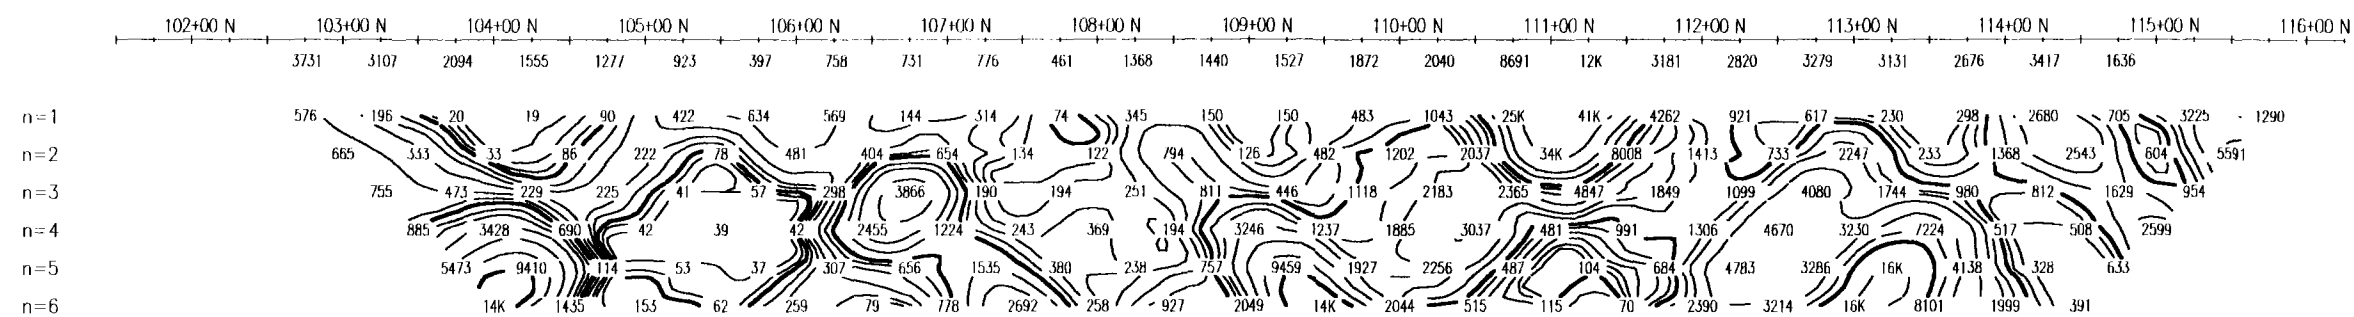 102+00 N 103+00 N 104+00 N 105+00 N 106+00 N 107+00 N 108+00 N 109+00 N 110+00 N 111+00 N 112+00 N 113+00 N 114+00 N 115+00 N 116+00 N
3731 3107 2094 1555 1277 923 397 758 731 776 461 1368 1440 1527 1872 2040 8691 12K 3181 2820 3279 3131 2676 3417 1636
n=1 576 196 20 19 90 422 634 569 144 314 74 345 150 150 483 1043 25K 41K 4262 921 617 230 298 2680 705 3225 1290
n=2 665 333 33 86 222 78 481 404 654 134 122 794 126 482 1202 2037 34K 8008 1413 733 2247 233 1368 2543 604 5591
n=3 755 473 229 225 41 57 298 3866 190 194 251 811 446 1118 2183 2365 4847 1849 1099 4080 1744 980 812 1629 954
n=4 885 3428 690 42 39 42 2455 1224 243 369 194 3246 1237 1885 3037 481 991 1306 4670 3230 7224 517 508 2599
n=5 5473 9410 114 53 37 307 656 1535 380 238 757 9459 1927 2256 487 104 684 4783 3286 16K 4138 328 633
n=6 14K 1435 153 62 259 79 778 2692 258 927 2049 14K 2044 515 115 70 2390 3214 16K 8101 1999 391